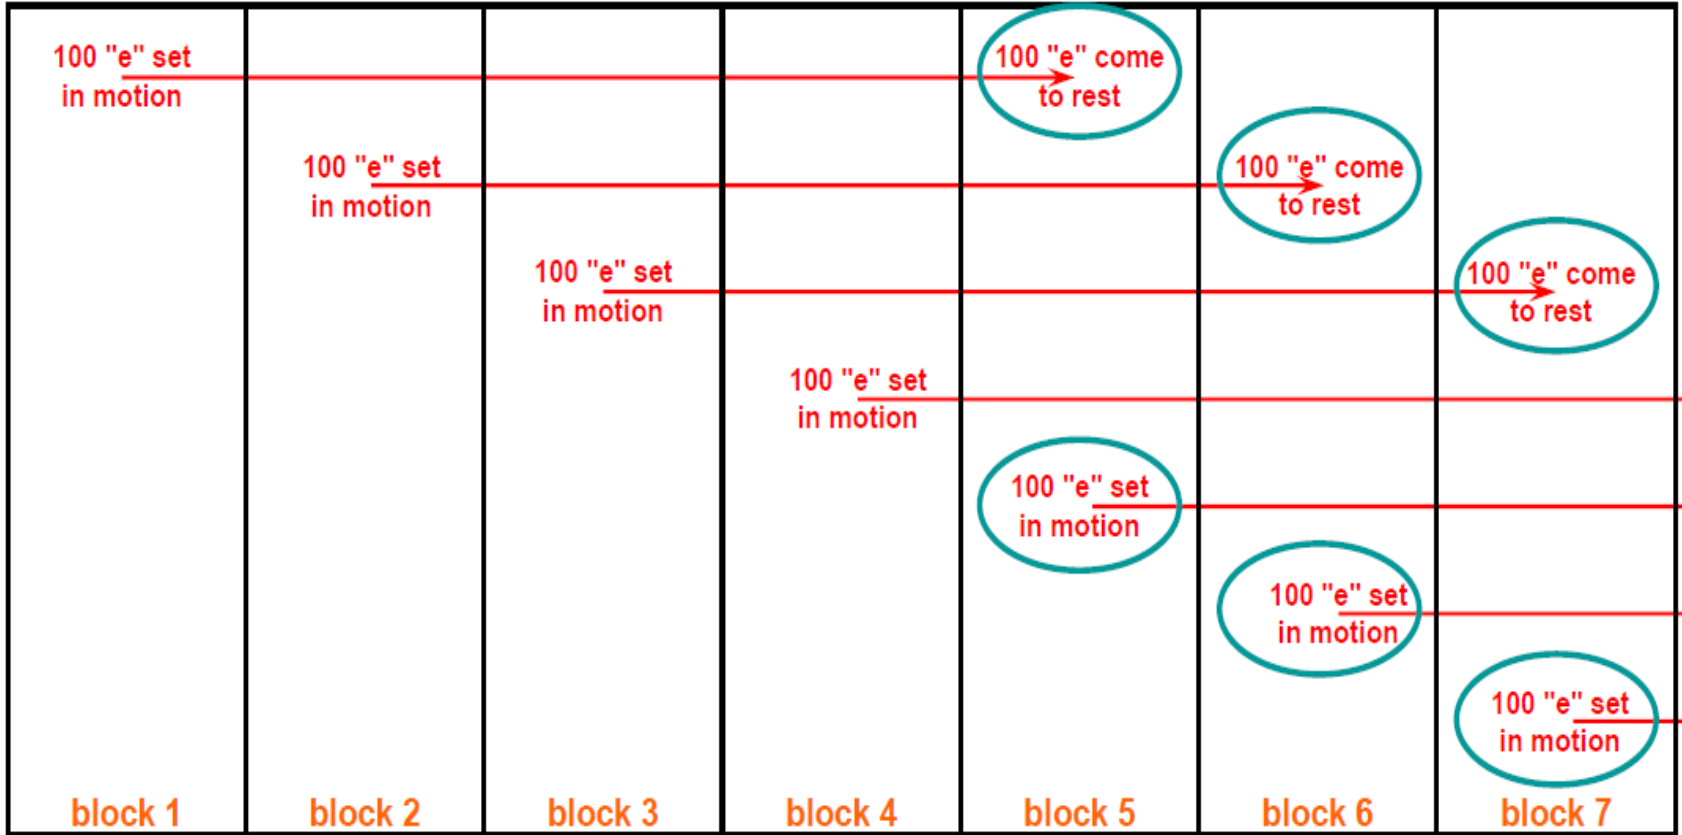 100 "e" set
in motion
100 "e" come
to rest
100 "e" set
in motion
100 "e" come
to rest
100 "e" set
in motion
100 "e" come
to rest
100 "e" set
in motion
100 "e" set
in motion
100 "e" set
in motion
100 "e" set
in motion
block 1
block 2
block 3
block 4
block 5
block 6
block 7